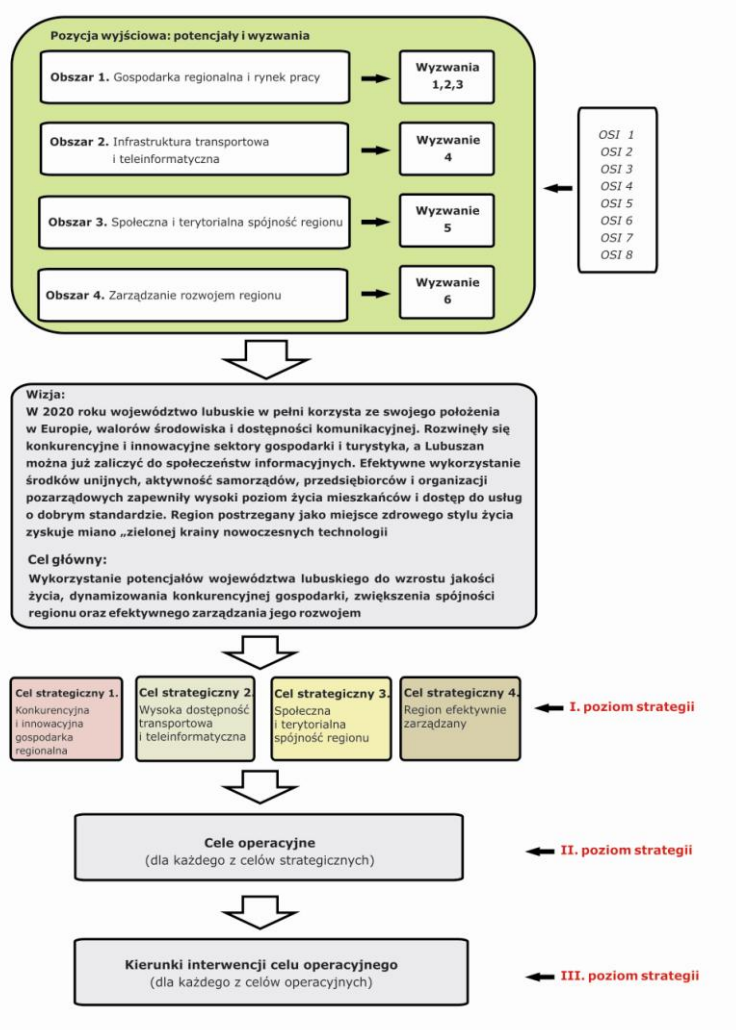 Pozycja wyjściowa: potencjały i wyzwania
Obszar 1. Gospodarka regionalna i rynek pracy
Wyzwania
1,2,3
Obszar 2. Infrastruktura transportowa
i teleinformatyczna
Wyzwanie
4
Obszar 3. Społeczna i terytorialna spójność regionu
Wyzwanie
5
Obszar 4. Zarządzanie rozwojem regionu
Wyzwanie
6
OSI 1
OSI 2
OSI 3
OSI 4
OSI 5
OSI 6
OSI 7
OSI 8
Wizja:
W 2020 roku województwo lubuskie w pełni korzysta ze swojego położenia
w Europie, walorów środowiska i dostępności komunikacyjnej. Rozwinęły się
konkurencyjne i innowacyjne sektory gospodarki i turystyka, a Lubuszan
można już zaliczyć do społeczeństw informacyjnych. Efektywne wykorzystanie
środków unijnych, aktywność samorządów, przedsiębiorców i organizacji
pozarządowych zapewniły wysoki poziom życia mieszkańców i dostęp do usług
o dobrym standardzie. Region postrzegany jako miejsce zdrowego stylu życia
zyskuje miano „zielonej krainy nowoczesnych technologii
Cel główny:
Wykorzystanie potencjałów województwa lubuskiego do wzrostu jakości
życia, dynamizowania konkurencyjnej gospodarki, zwiększenia spójności
regionu oraz efektywnego zarządzania jego rozwojem
Cel strategiczny 1.
Konkurencyjna
i innowacyjna
gospodarka
regionalna
Cel strategiczny 2.
Wysoka dostępność
transportowa
i teleinformatyczna
Cel strategiczny 3.
Społeczna
i terytorialna
spójność regionu
Cel strategiczny 4.
Region efektywnie
zarządzany
I. poziom strategii
Cele operacyjne
(dla każdego z celów strategicznych)
II. poziom strategii
Kierunki interwencji celu operacyjnego
(dla każdego z celów operacyjnych)
III. poziom strategii